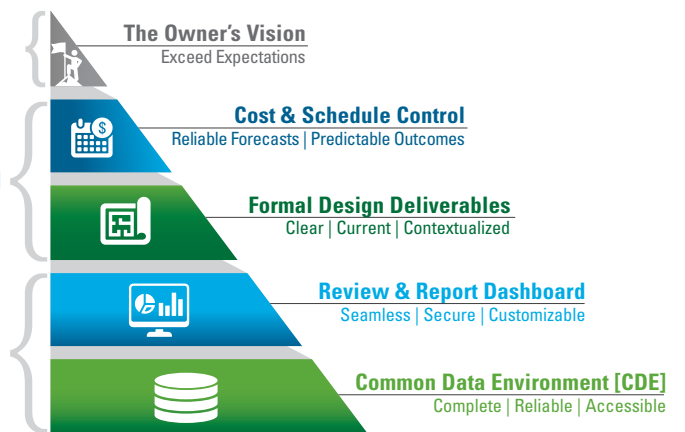 The Owner's Vision
Exceed Expectations
Cost & Schedule Control
Reliable Forecasts | Predictable Outcomes
Formal Design Deliverables
Clear | Current | Contextualized
Review & Report Dashboard
Seamless | Secure | Customizable
Common Data Environment [CDE]
Complete | Reliable | Accessible
$